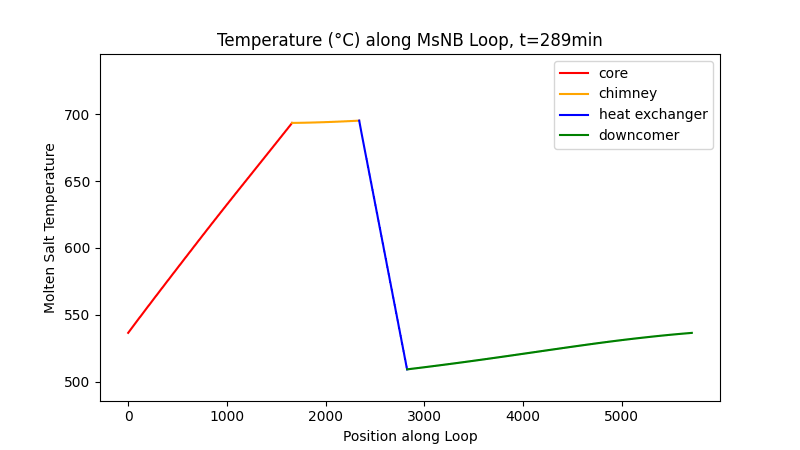 Temperature (°C) along MsNB Loop, t=289min
core
chimney
heat exchanger
downcomer
Molten Salt Temperature
700
650
600
550
500
0 1000 2000 3000 4000 5000
Position along Loop